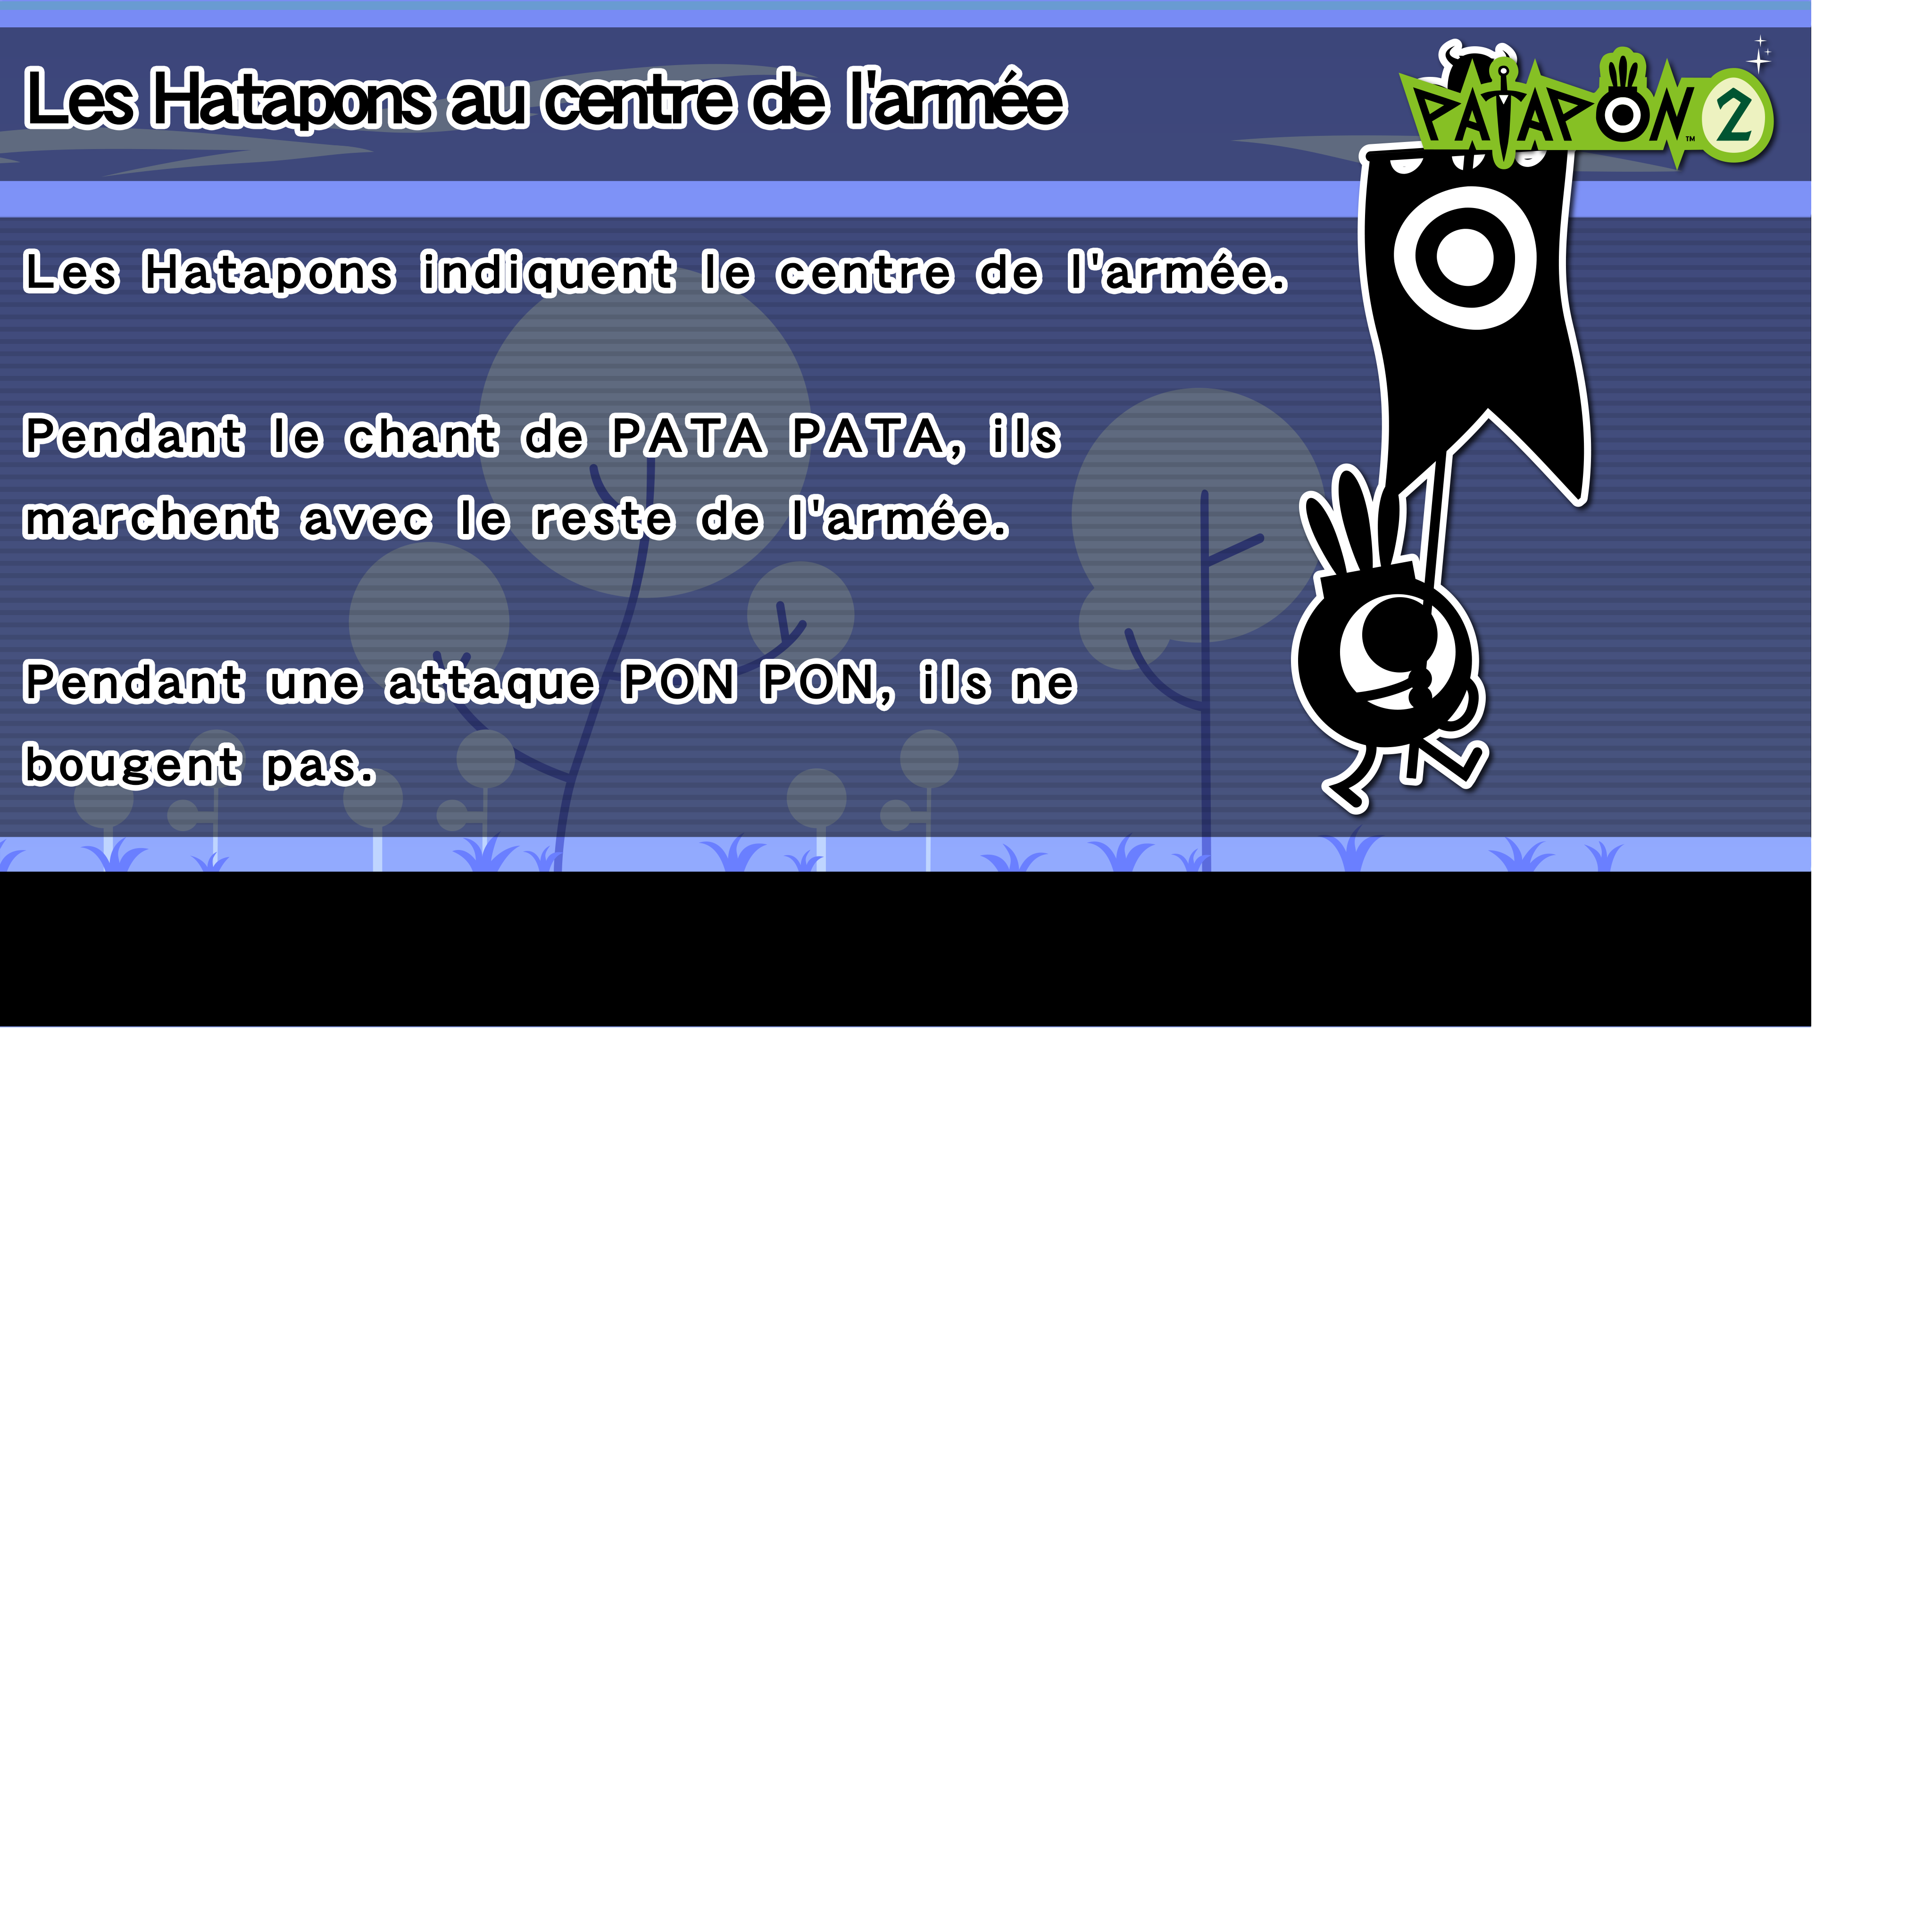 Les Hatapons au centre de l'armée
PATAPON™ 2
Les Hatapons indiquent le centre de l'armée.
Pendant le chant de PATA PATA, ils
marchent avec le reste de l'armée.
Pendant une attaque PON PON, ils ne
bougent pas.